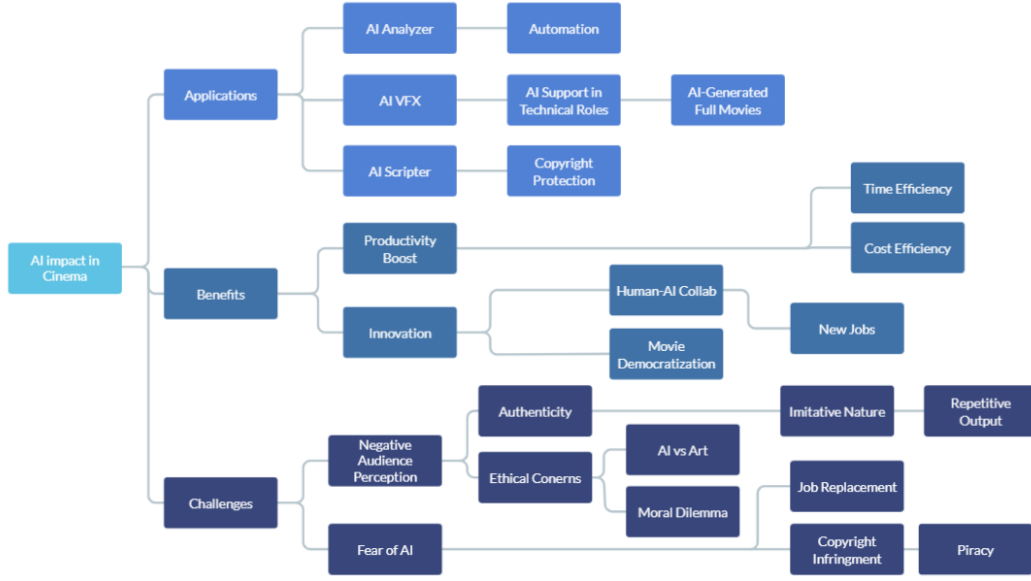 AI Analyzer
Automation
Applications
AI VFX
AI Support in
Technical Roles
AI-Generated
Full Movies
AI Scripter
Copyright
Protection
AI impact in
Cinema
Benefits
Productivity
Boost
Time Efficiency
Cost Efficiency
Innovation
Human-AI Collab
New Jobs
Movie
Democratization
Challenges
Negative
Audience
Perception
Authenticity
Imitative Nature
Repetitive
Output
Ethical Conerns
AI vs Art
Moral Dilemma
Fear of AI
Job Replacement
Copyright
Infringment
Piracy